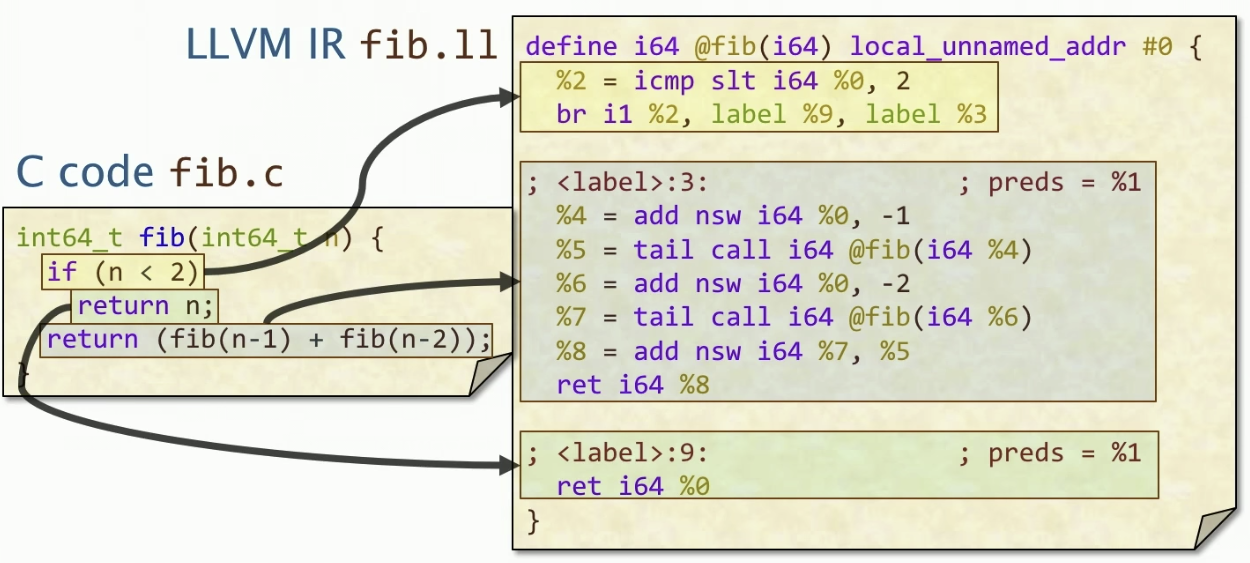 LLVM IR fib.ll
define i64 @fib(i64) local_unnamed_addr #0 {
%2 = icmp slt i64 %0, 2
br i1 %2, label %9, label %3
; <label>:3: ; preds = %1
%4 = add nsw i64 %0, -1
%5 = tail call i64 @fib(i64 %4)
%6 = add nsw i64 %0, -2
%7 = tail call i64 @fib(i64 %6)
%8 = add nsw i64 %7, %5
ret i64 %8
; <label>:9: ; preds = %1
ret i64 %0
}
C code fib.c
int64_t fib(int64_t n) {
if (n < 2)
return n;
return (fib(n-1) + fib(n-2));
}